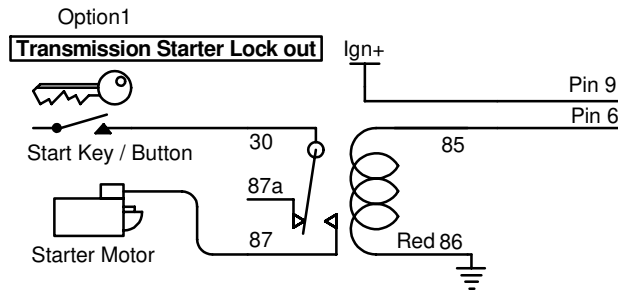 Option1
Transmission Starter Lock out
Ign+
Pin 9
Pin 6
Start Key / Button
30
85
87a
87
Red 86
Starter Motor